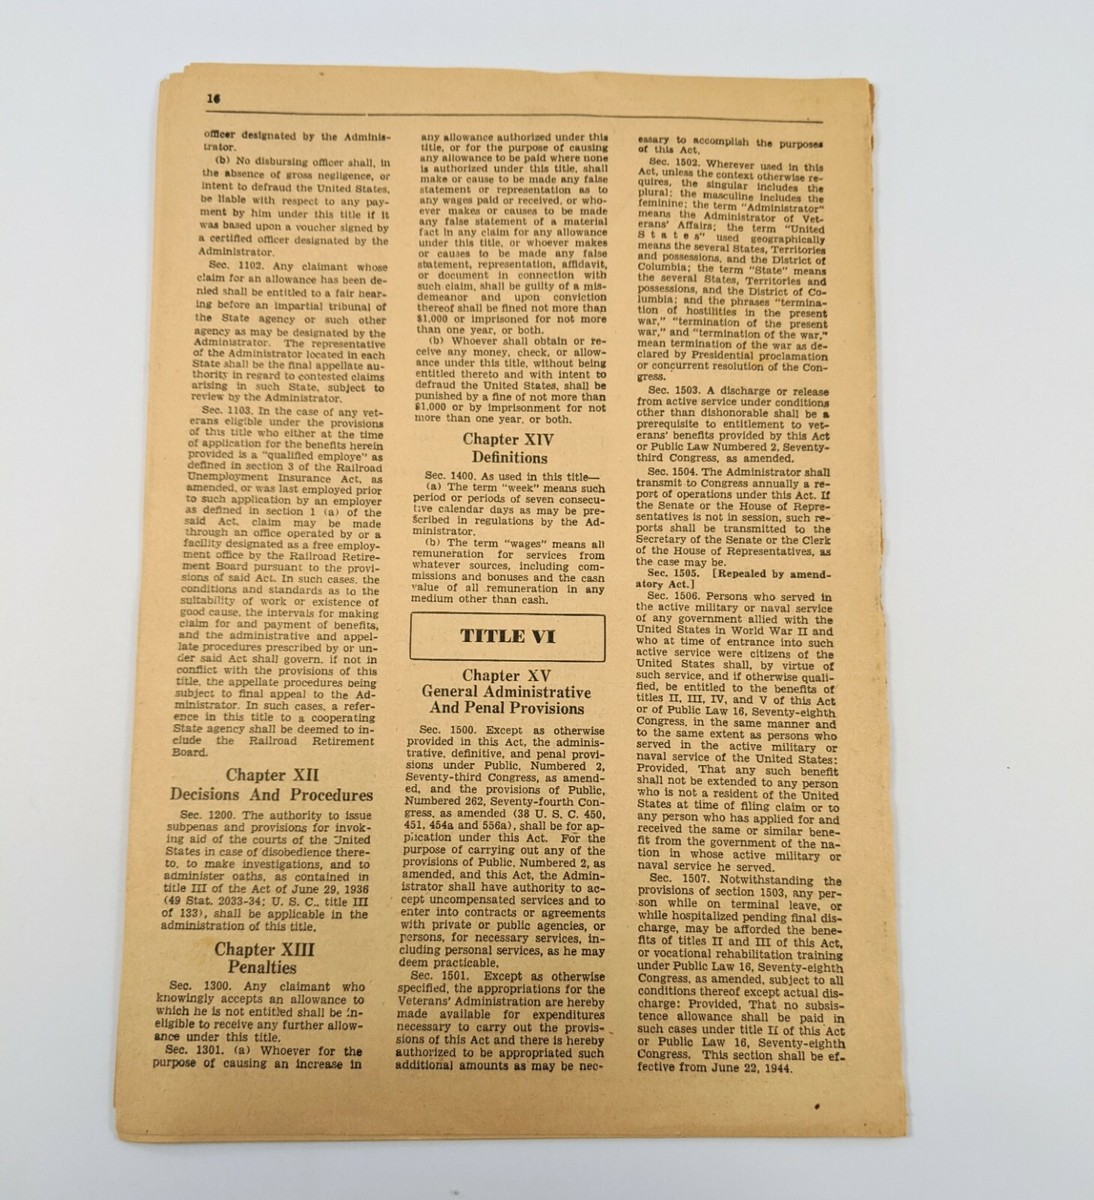 16
officer designated by the Adminis-
trator.
(b) No disbursing officer shall, in
the absence of gross negligence, or
intent to defraud the United States,
be liable with respect to any pay-
ment by him under this title if it
was based upon a voucher signed by
a certified officer designated by the
Administrator.
Sec. 1102. Any claimant whose
claim for an allowance has been de-
nied shall be entitled to a fair hear-
ing before an impartial tribunal of
the State agency or such other
agency as may be designated by the
Administrator. The representative
of the Administrator located in each
State shall be the final appellate au-
thority in regard to contested claims
arising in such State, subject to
review by the Administrator.
Sec. 1103. In the case of any vet-
erans eligible under the provisions
of this title who either at the time
of application for the benefits herein
provided is a "qualified employe" as
defined in section 3 of the Railroad
Unemployment Insurance Act, as
amended, or was last employed prior
to such application by an employer
as defined in section 1 (a) of the
said Act, claim may be made
through an office operated by or a
facility designated as a free employ-
ment office by the Railroad Retire-
ment Board pursuant to the provi-
sions of said Act. In such cases, the
conditions and standards as to the
suitability of work or existence of
good cause, the intervals for making
claim for and payment of benefits,
and the administrative and appel-
late procedures prescribed by or un-
der said Act shall govern, if not in
conflict with the provisions of this
title, the appellate procedures being
subject to final appeal to the Ad-
ministrator. In such cases, a refer-
ence in this title to a cooperating
State agency shall be deemed to in-
clude the Railroad Retirement
Board.
Chapter XII
Decisions And Procedures
Sec. 1200. The authority to issue
subpenas and provisions for invok-
ing aid of the courts of the United
States in case of disobedience there-
to, to make investigations, and to
administer oaths, as contained in
title III of the Act of June 29, 1936
(49 Stat. 2033-34; U. S. C., title III
of 133), shall be applicable in the
administration of this title.
Chapter XIII
Penalties
Sec. 1300. Any claimant who
knowingly accepts an allowance to
which he is not entitled shall be in-
eligible to receive any further allow-
ance under this title.
Sec. 1301. (a) Whoever for the
purpose of causing an increase in
any allowance authorized under this
title, or for the purpose of causing
any allowance to be paid where none
is authorized under this title, shall
make or cause to be made any false
statement or representation as to
any wages paid or received, or who-
ever makes or causes to be made
any false statement of a material
fact in any claim for any allowance
under this title, or whoever makes
or causes to be made any false
statement, representation, affidavit,
or document in connection with
such claim, shall be guilty of a mis-
demeanor and upon conviction
thereof shall be fined not more than
$1,000 or imprisoned for not more
than one year, or both.
(b) Whoever shall obtain or re-
ceive any money, check, or allow-
ance under this title, without being
entitled thereto and with intent to
defraud the United States, shall be
punished by a fine of not more than
$1,000 or by imprisonment for not
more than one year, or both.
Chapter XIV
Definitions
Sec. 1400. As used in this title—
(a) The term "week" means such
period or periods of seven consecu-
tive calendar days as may be pre-
scribed in regulations by the Ad-
ministrator.
(b) The term "wages" means all
remuneration for services from
whatever sources, including com-
missions and bonuses and the cash
value of all remuneration in any
medium other than cash.
TITLE VI
Chapter XV
General Administrative
And Penal Provisions
Sec. 1500. Except as otherwise
provided in this Act, the adminis-
trative, definitive, and penal provi-
sions under Public, Numbered 2,
Seventy-third Congress, as amend-
ed, and the provisions of Public,
Numbered 262, Seventy-fourth Con-
gress, as amended (38 U. S. C. 450,
451, 454a and 556a), shall be for ap-
plication under this Act. For the
purpose of carrying out any of the
provisions of Public, Numbered 2, as
amended, and this Act, the Admin-
istrator shall have authority to ac-
cept uncompensated services and to
enter into contracts or agreements
with private or public agencies, or
persons, for necessary services, in-
cluding personal services, as he may
deem practicable.
Sec. 1501. Except as otherwise
specified, the appropriations for the
Veterans' Administration are hereby
made available for expenditures
necessary to carry out the provis-
sions of this Act and there is hereby
authorized to be appropriated such
additional amounts as may be nec-
essary to accomplish the purposes
of this Act.
Sec. 1502. Wherever used in this
Act, unless the context otherwise re-
quires, the singular includes the
plural; the masculine includes the
feminine; the term "Administrator"
means the Administrator of Vet-
erans' Affairs; the term "United
States" used geographically
means the several States, Territories
and possessions, and the District of
Columbia; the term "State" means
the several States, Territories and
possessions, and the District of Co-
lumbia; and the phrases "termina-
tion of hostilities in the present
war," "termination of the present
war," and "termination of the war,"
mean termination of the war as de-
clared by Presidential proclamation
or concurrent resolution of the Con-
gress.
Sec. 1503. A discharge or release
from active service under conditions
other than dishonorable shall be a
prerequisite to entitlement to vet-
erans' benefits provided by this Act
or Public Law Numbered 2, Seventy-
third Congress, as amended.
Sec. 1504. The Administrator shall
transmit to Congress annually a re-
port of operations under this Act. If
the Senate or the House of Repre-
sentatives is not in session, such re-
ports shall be transmitted to the
Secretary of the Senate or the Clerk
of the House of Representatives, as
the case may be.
Sec. 1505. [Repealed by amend-
atory Act.]
Sec. 1506. Persons who served in
the active military or naval service
of any government allied with the
United States in World War II and
who at time of entrance into such
active service were citizens of the
United States shall, by virtue of
such service, and if otherwise quali-
fied, be entitled to the benefits of
titles II, III, IV, and V of this Act
or of Public Law 16, Seventy-eighth
Congress, in the same manner and
to the same extent as persons who
served in the active military or
naval service of the United States:
Provided, That any such benefit
shall not be extended to any person
who is not a resident of the United
States at time of filing claim or to
any person who has applied for and
received the same or similar bene-
fit from the government of the na-
tion in whose active military or
naval service he served.
Sec. 1507. Notwithstanding the
provisions of section 1503, any per-
son while on terminal leave, or
while hospitalized pending final dis-
charge, may be afforded the bene-
fits of titles II and III of this Act,
or vocational rehabilitation training
under Public Law 16, Seventy-eighth
Congress, as amended, subject to all
conditions thereof except actual dis-
charge: Provided, That no subsis-
tence allowance shall be paid in
such cases under title II of this Act
or Public Law 16, Seventy-eighth
Congress. This section shall be ef-
fective from June 22, 1944.